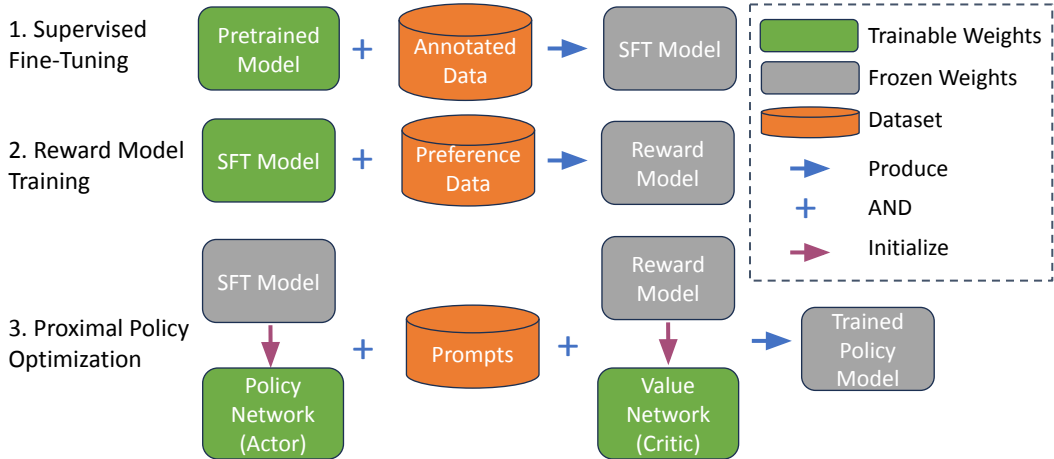 1. Supervised
Fine-Tuning
Pretrained
Model
+
Annotated
Data
SFT Model
2. Reward Model
Training
SFT Model
+
Preference
Data
Reward
Model
3. Proximal Policy
Optimization
SFT Model
Policy
Network
(Actor)
+
Prompts
+
Reward
Model
Value
Network
(Critic)
Trained
Policy
Model
Trainable Weights
Frozen Weights
Dataset
Produce
+ AND
Initialize